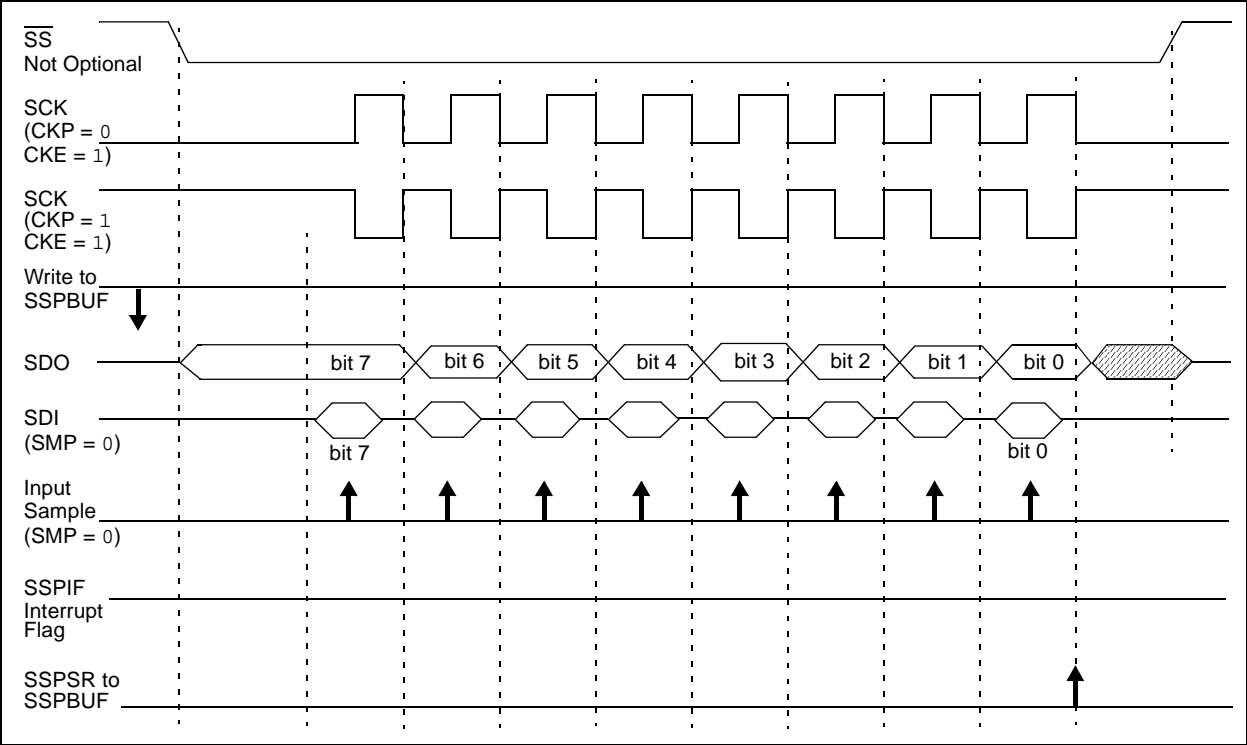 SS
Not Optional
SCK
(CKP = 0
CKE = 1)
SCK
(CKP = 1
CKE = 1)
Write to
SSPBUF
SDO
bit 7 bit 6 bit 5 bit 4 bit 3 bit 2 bit 1 bit 0
SDI
(SMP = 0)
bit 7 bit 0
Input
Sample
(SMP = 0)
SSPIF
Interrupt
Flag
SSPSR to
SSPBUF